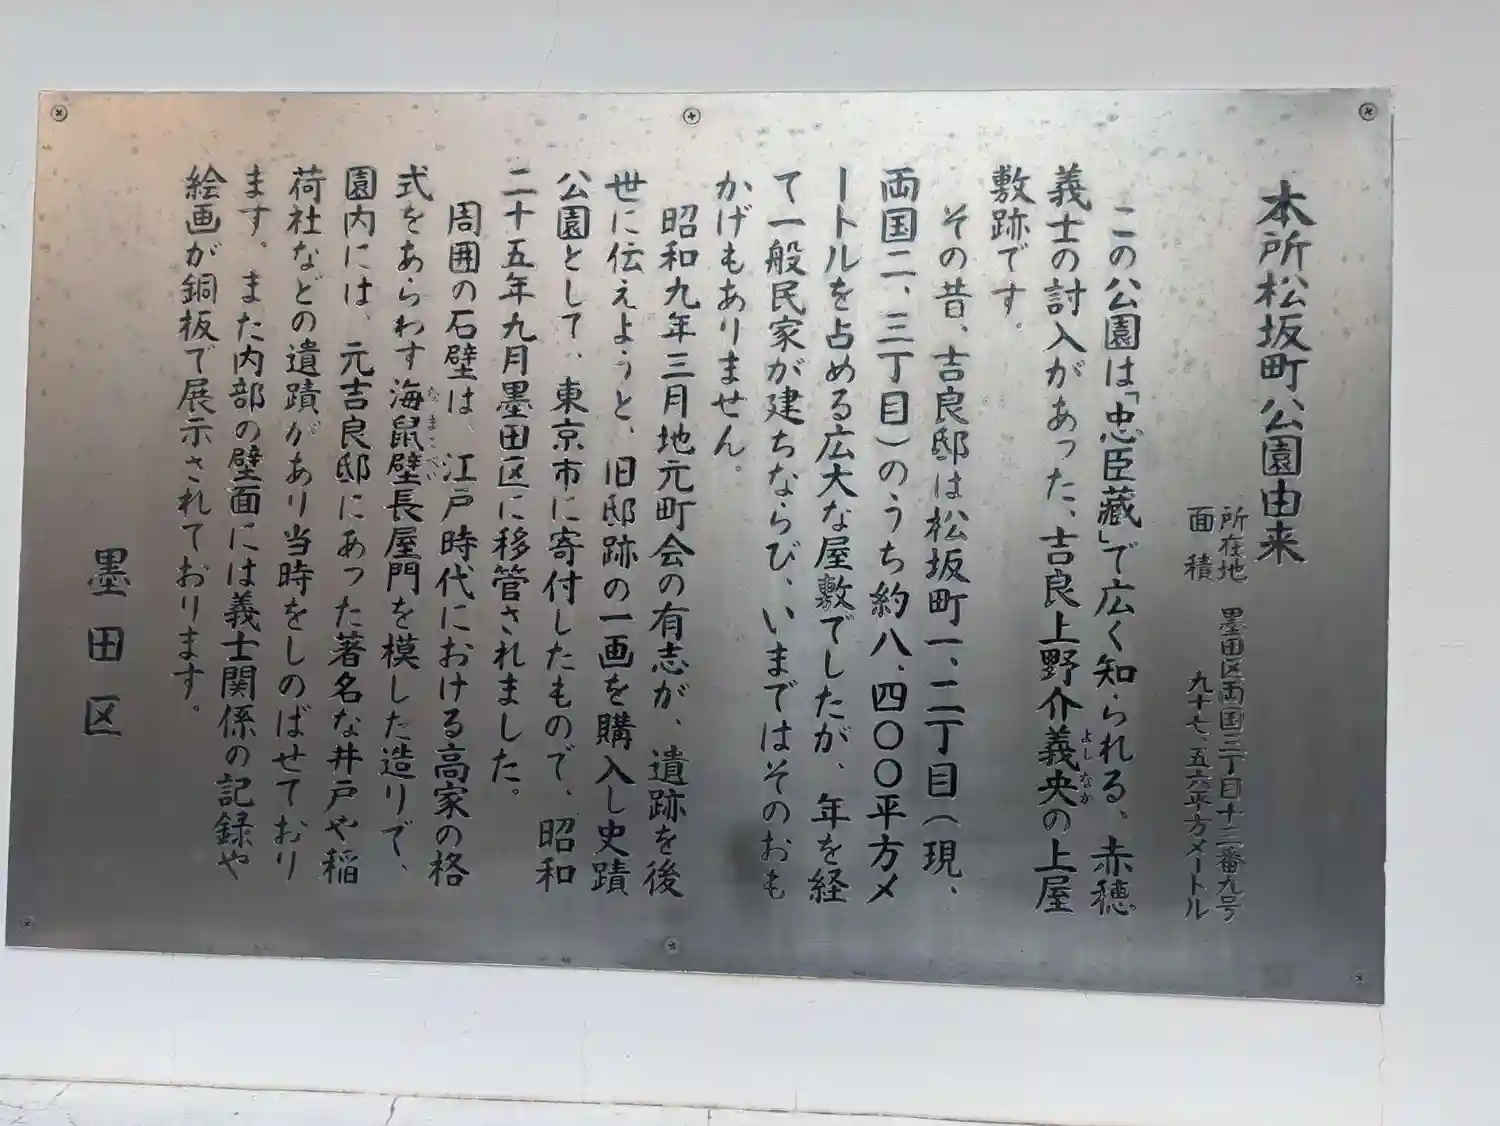 本所松坂町公園由来
所在地 墨田区両国三丁目十三番九号
面積 九十七.五六平方メートル
この公園は「忠臣蔵」で広く知られる、赤穂
義士の討入があった、吉良上野介義央の上屋
よしなか
敷跡です。
その昔、吉良邸は松坂町一、二丁目(現、
両国二、三丁目)のうち約八、四〇〇平方メ
ートルを占める広大な屋敷でしたが、年を経
て一般民家が建ちならび、いまではそのおも
かげもありません。
昭和九年三月地元町会の有志が、遺跡を後
世に伝えようと、旧邸跡の一画を購入し史蹟
公園として、東京市に寄付したもので、昭和
二十五年九月墨田区に移管されました。
周囲の石壁は、江戸時代における高家の格
式をあらわす海鼠壁長屋門を模した造りで、
なまこかべ
園内には、元吉良邸にあった著名な井戸や稲
荷社などの遺蹟があり当時をしのばせており
ます。また内部の壁面には義士関係の記録や
絵画が銅板で展示されております。
墨田区